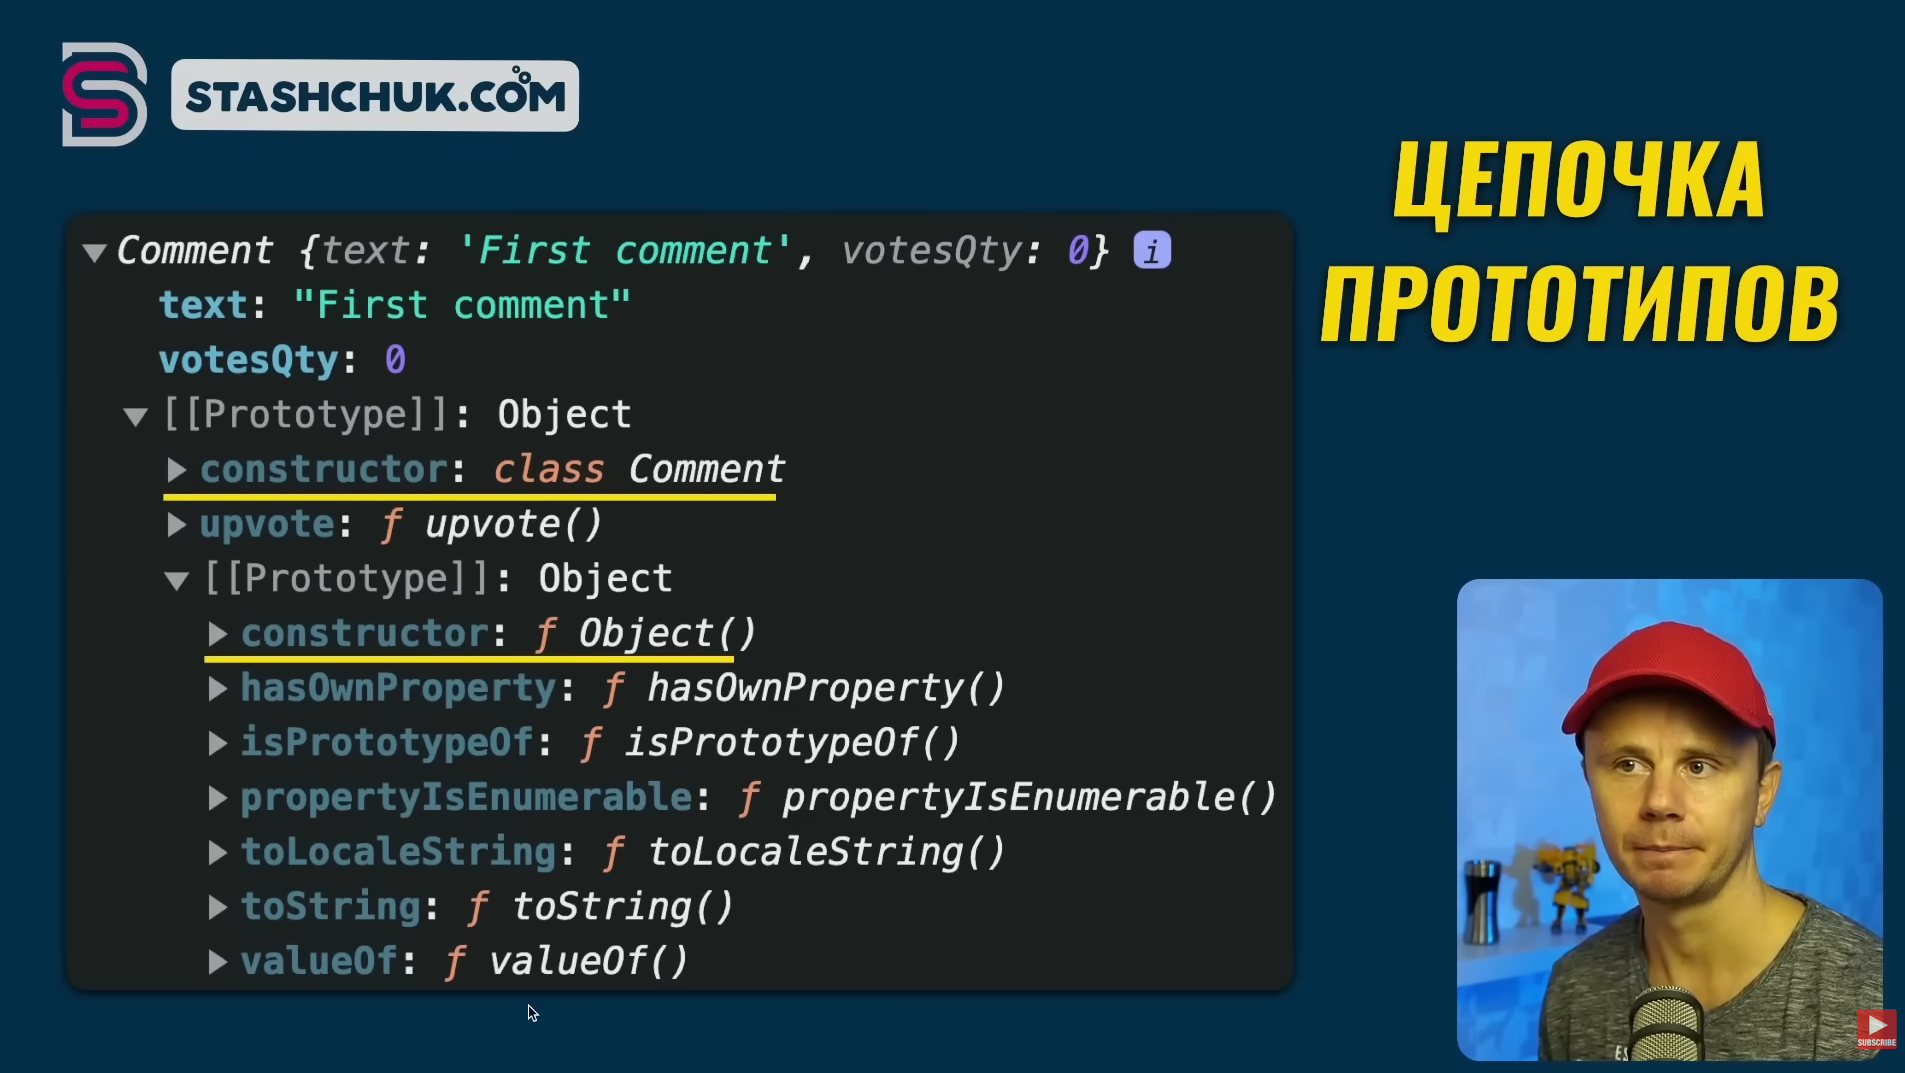 STASHCHUK.COM
ЦЕПОЧКА
ПРОТОТИПОВ
Comment {text: 'First comment', votesQty: 0} i
text: "First comment"
votesQty: 0
[[Prototype]]: Object
constructor: class Comment
upvote: ƒ upvote()
[[Prototype]]: Object
constructor: ƒ Object()
hasOwnProperty: ƒ hasOwnProperty()
isPrototypeOf: ƒ isPrototypeOf()
propertyIsEnumerable: ƒ propertyIsEnumerable()
toLocaleString: ƒ toLocaleString()
toString: ƒ toString()
valueOf: ƒ valueOf()
SUBSCRIBE